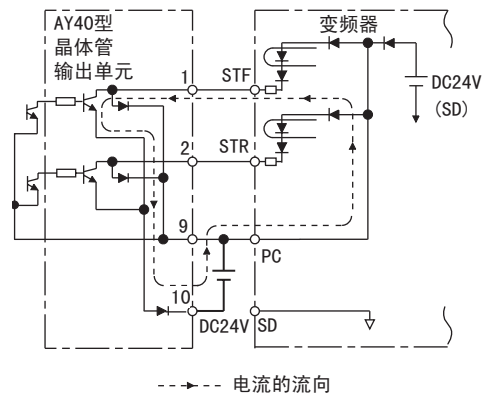 AY40型
晶体管
输出单元
变频器
1
STF
DC24V
(SD)
2
STR
9
PC
10
DC24V
SD
电流的流向